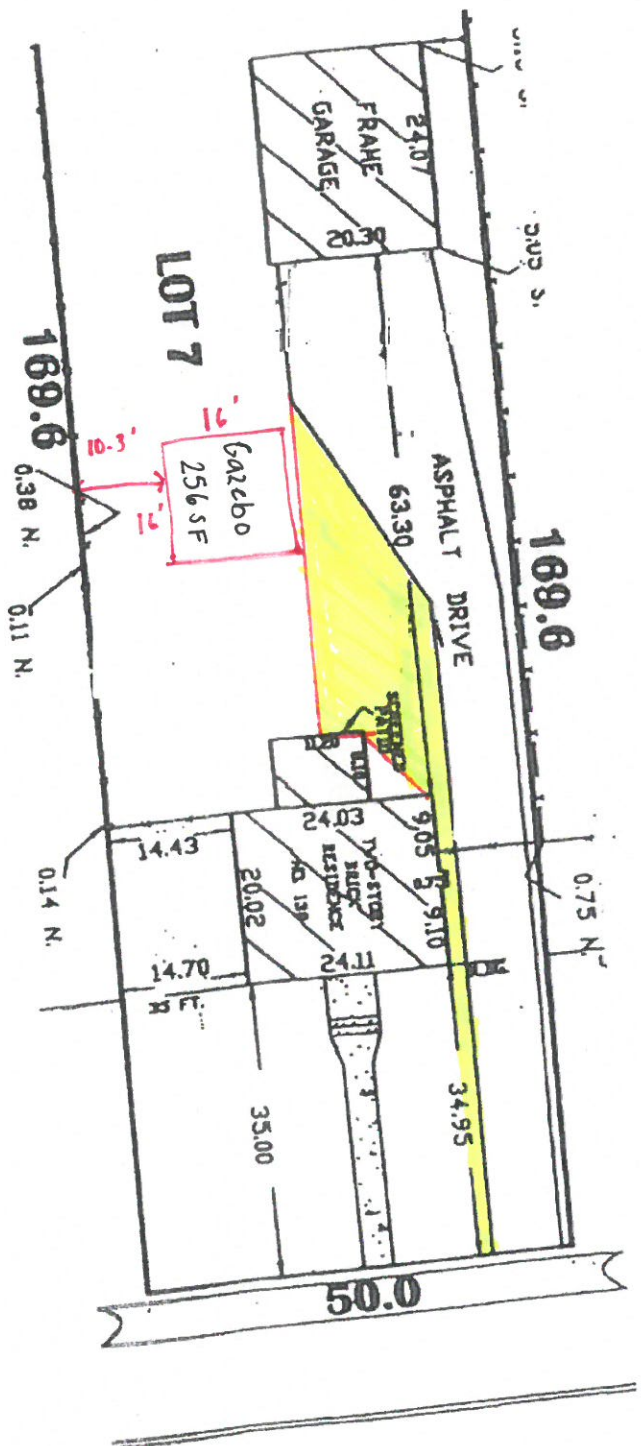 FRAME
GARAGE
24.07
20.30
LOT 7
169.6
169.6
ASPHALT DRIVE
63.30
16'
Gazebo
256 SF
16'
10-3'
0.38 N.
0.11 N.
0.14 N.
0.75 N.
24.03
9.05
9.10
TWO-STORY
BRICK
RESIDENCE
20.02
24.11
14.43
14.70
FT.
35.00
34.95
50.0